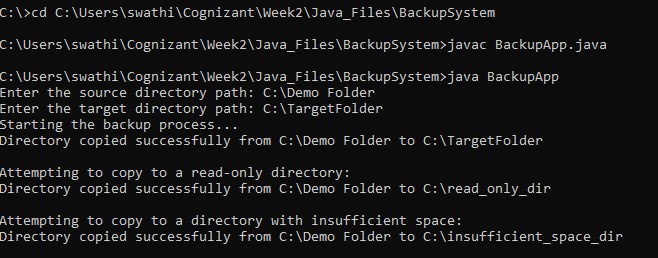 C:\>cd C:\Users\swathi\Cognizant\Week2\Java_Files\BackupSystem
C:\Users\swathi\Cognizant\Week2\Java_Files\BackupSystem>javac BackupApp.java
C:\Users\swathi\Cognizant\Week2\Java_Files\BackupSystem>java BackupApp
Enter the source directory path: C:\Demo Folder
Enter the target directory path: C:\TargetFolder
Starting the backup process...
Directory copied successfully from C:\Demo Folder to C:\TargetFolder
Attempting to copy to a read-only directory:
Directory copied successfully from C:\Demo Folder to C:\read_only_dir
Attempting to copy to a directory with insufficient space:
Directory copied successfully from C:\Demo Folder to C:\insufficient_space_dir